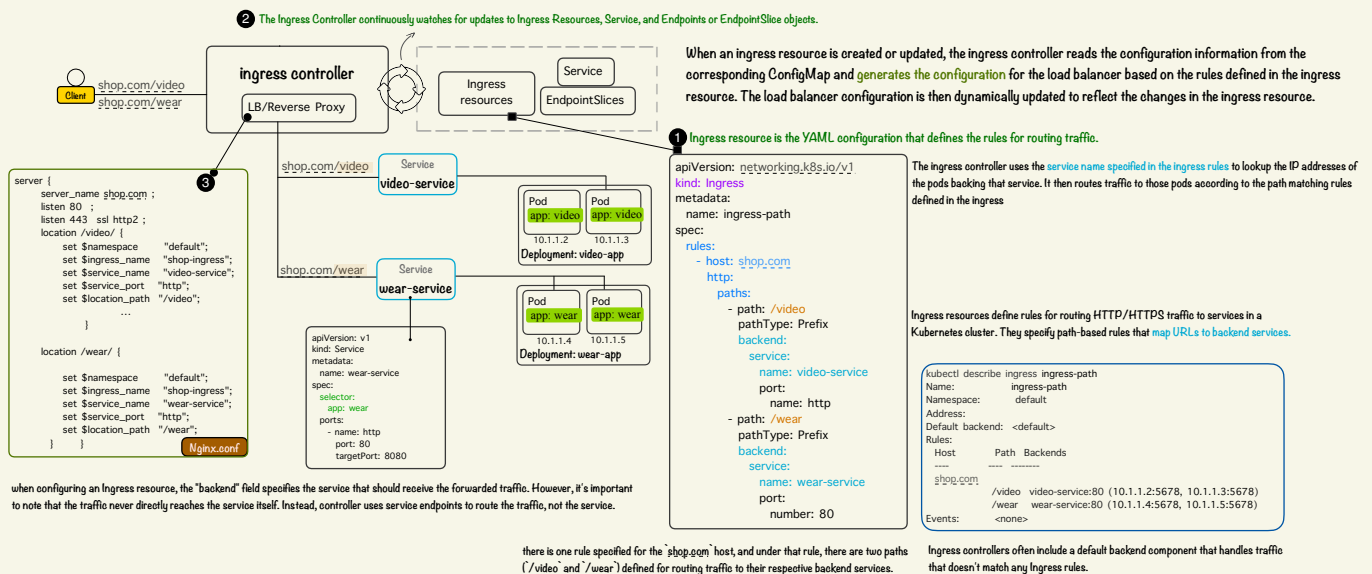 2 The Ingress Controller continuously watches for updates to Ingress Resources, Service, and Endpoints or EndpointSlice objects.
Client
shop.com/video
shop.com/wear
ingress controller
LB/Reverse Proxy
Ingress
resources
Service
EndpointSlices
When an ingress resource is created or updated, the ingress controller reads the configuration information from the
corresponding ConfigMap and generates the configuration for the load balancer based on the rules defined in the ingress
resource. The load balancer configuration is then dynamically updated to reflect the changes in the ingress resource.
1 Ingress resource is the YAML configuration that defines the rules for routing traffic.
3
server {
server_name shop.com ;
listen 80 ;
listen 443 ssl http2 ;
location /video/ {
set $namespace "default";
set $ingress_name "shop-ingress";
set $service_name "video-service";
set $service_port "http";
set $location_path "/video";
...
}
location /wear/ {
set $namespace "default";
set $ingress_name "shop-ingress";
set $service_name "wear-service";
set $service_port "http";
set $location_path "/wear";
} }
Nginx.conf
shop.com/video
Service
video-service
Pod
app: video
10.1.1.2
Pod
app: video
10.1.1.3
Deployment: video-app
shop.com/wear
Service
wear-service
Pod
app: wear
10.1.1.4
Pod
app: wear
10.1.1.5
Deployment: wear-app
apiVersion: v1
kind: Service
metadata:
name: wear-service
spec:
selector:
app: wear
ports:
- name: http
port: 80
targetPort: 8080
apiVersion: networking.k8s.io/v1
kind: Ingress
metadata:
name: ingress-path
spec:
rules:
- host: shop.com
http:
paths:
- path: /video
pathType: Prefix
backend:
service:
name: video-service
port:
name: http
- path: /wear
pathType: Prefix
backend:
service:
name: wear-service
port:
number: 80
The ingress controller uses the service name specified in the ingress rules to lookup the IP addresses of
the pods backing that service. It then routes traffic to those pods according to the path matching rules
defined in the ingress
Ingress resources define rules for routing HTTP/HTTPS traffic to services in a
Kubernetes cluster. They specify path-based rules that map URLs to backend services.
kubectl describe ingress ingress-path
Name: ingress-path
Namespace: default
Address:
Default backend: <default>
Rules:
Host Path Backends
---- ---- --------
shop.com
/video video-service:80 (10.1.1.2:5678, 10.1.1.3:5678)
/wear wear-service:80 (10.1.1.4:5678, 10.1.1.5:5678)
Events: <none>
when configuring an Ingress resource, the "backend" field specifies the service that should receive the forwarded traffic. However, it's important
to note that the traffic never directly reaches the service itself. Instead, controller uses service endpoints to route the traffic, not the service.
there is one rule specified for the `shop.com` host, and under that rule, there are two paths
(`/video` and `/wear`) defined for routing traffic to their respective backend services.
Ingress controllers often include a default backend component that handles traffic
that doesn't match any Ingress rules.